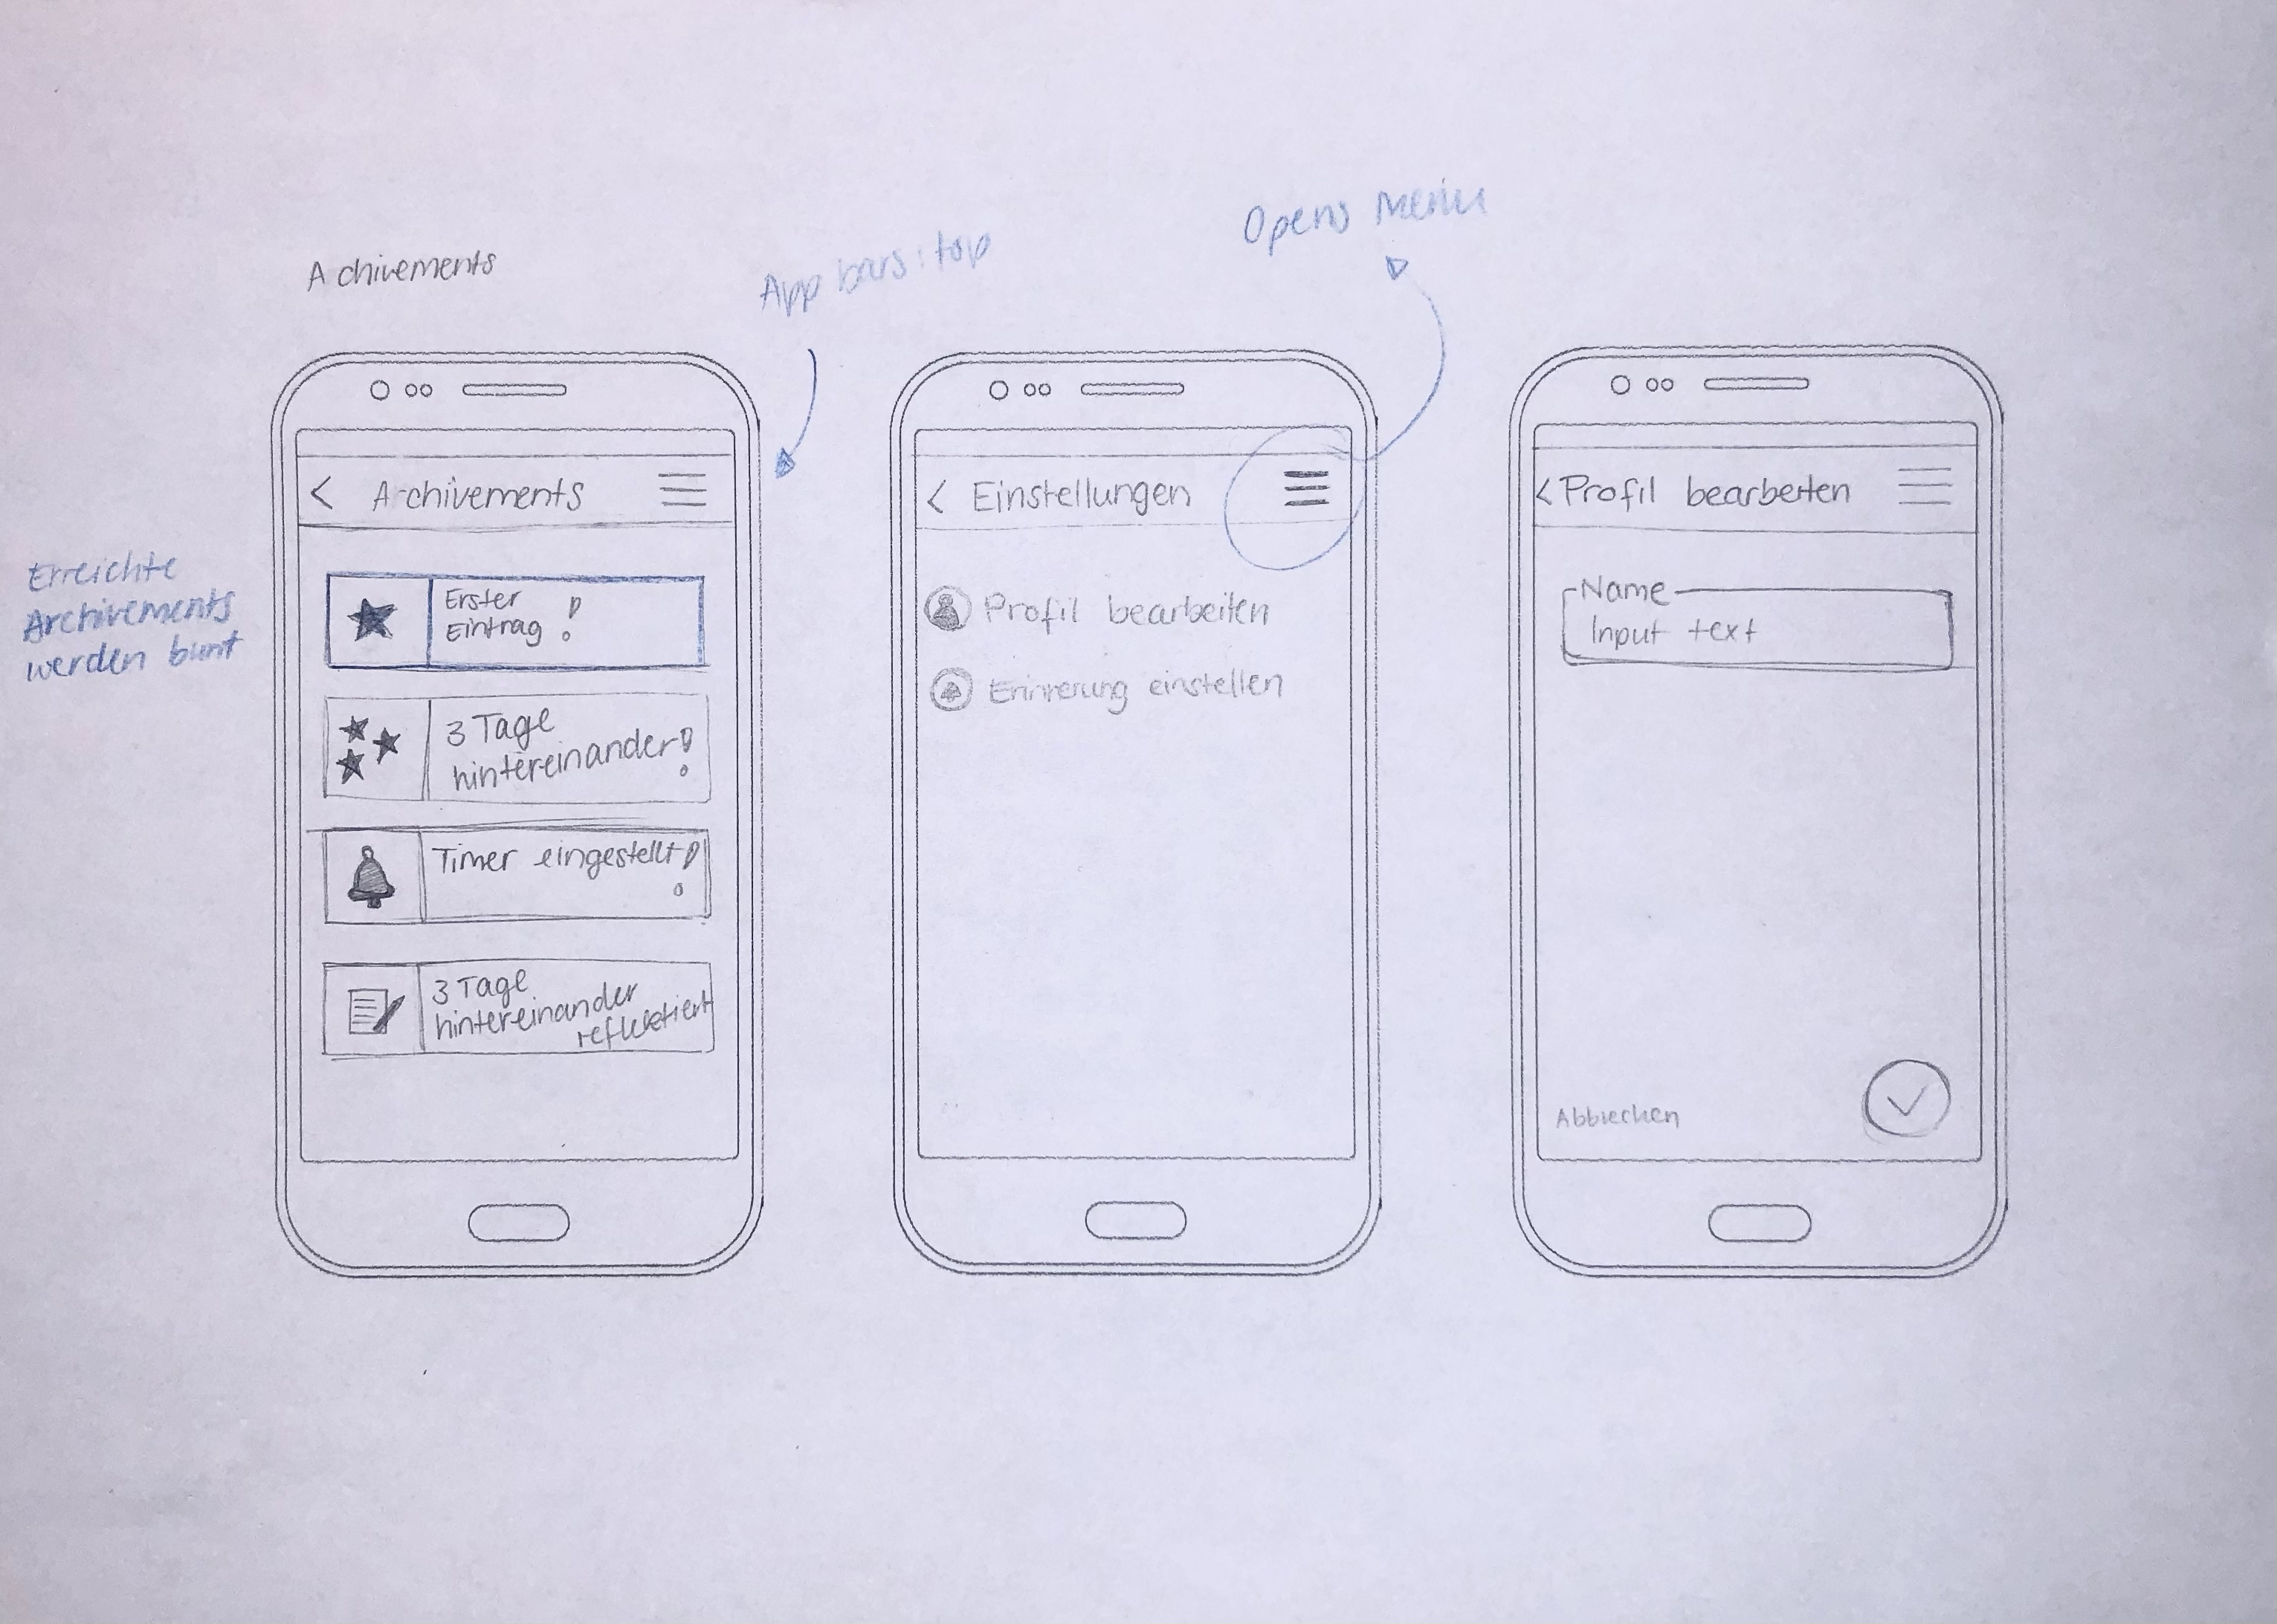 Achivements
App bars: top
Opens Menu
Erreichte
Archivements
werden bunt
Achivements
Erster
Eintrag!
3 Tage
hintereinander!
Timer eingestellt!
3 Tage
hintereinander
reflektiert
Einstellungen
Profil bearbeiten
Erinnerung einstellen
Profil bearbeiten
Name
Input text
Abbrechen